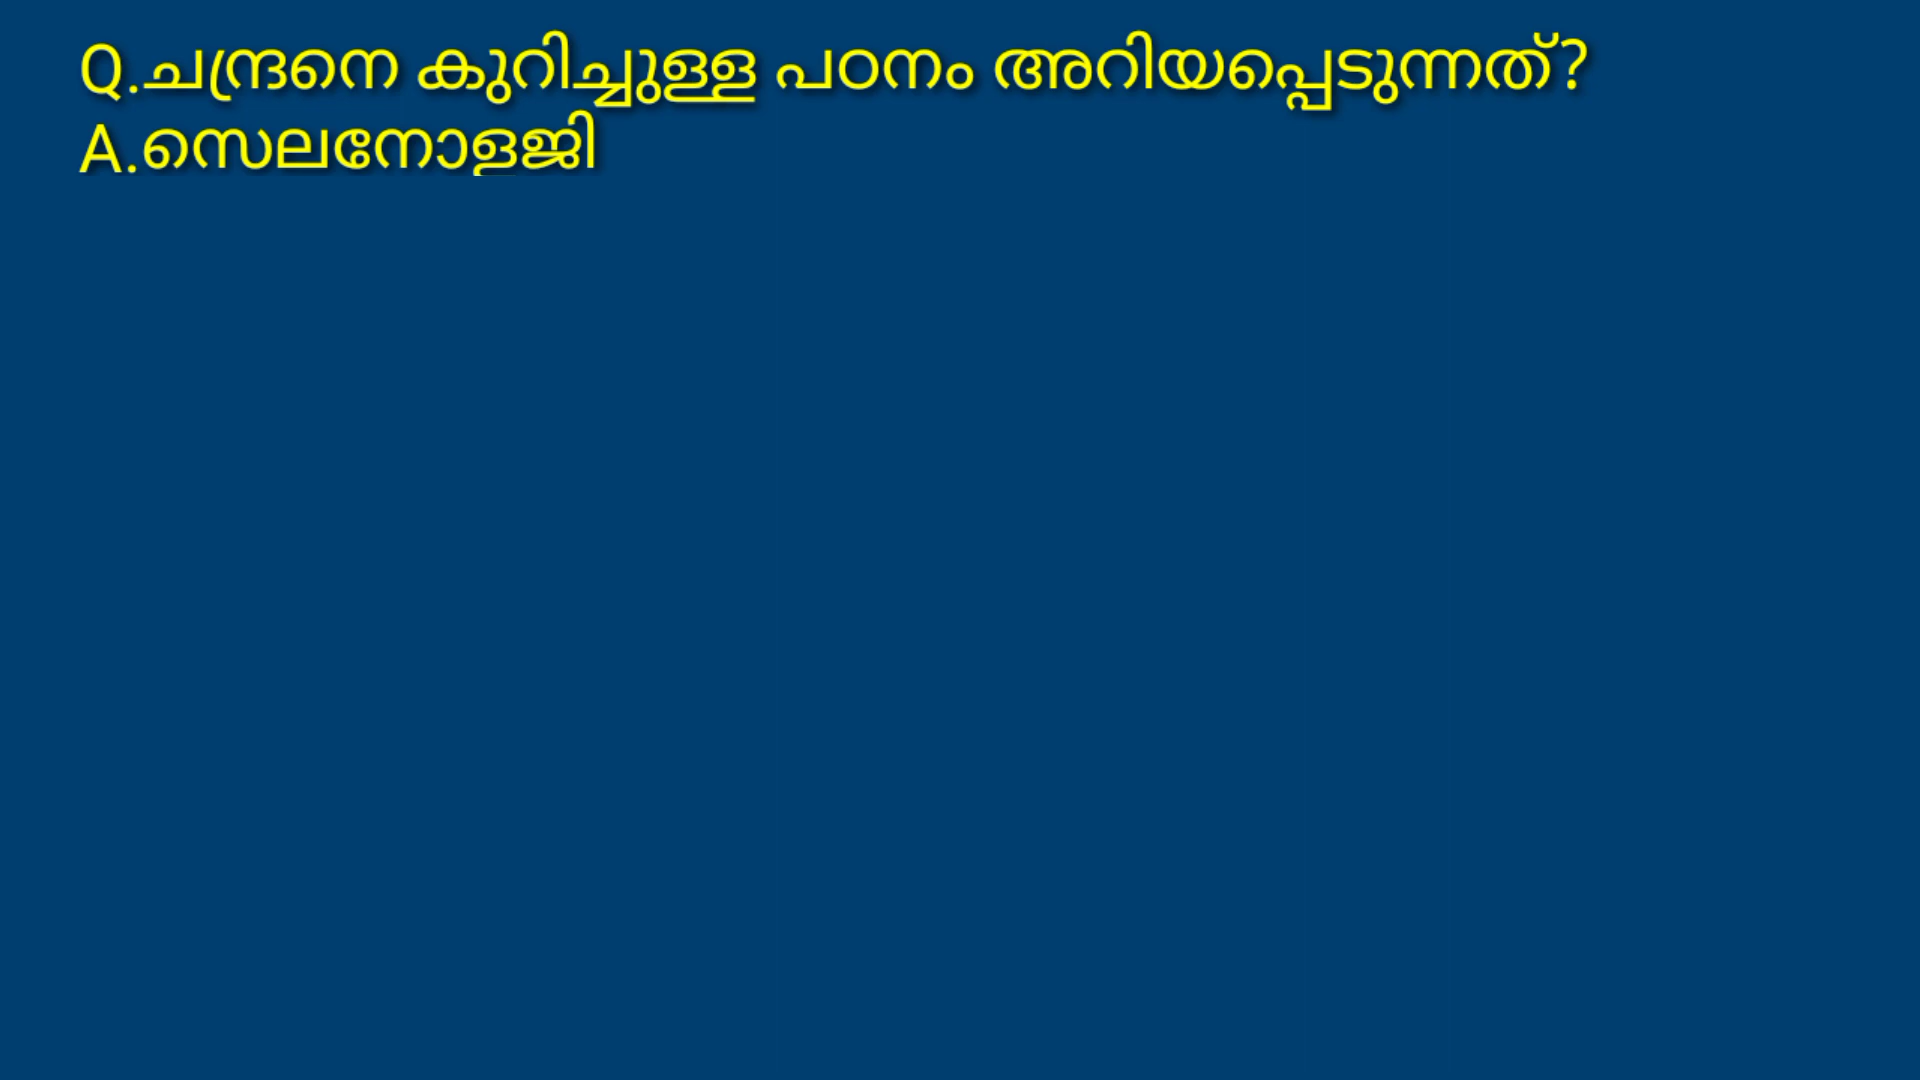 Q.ചന്ദ്രനെ കുറിച്ചുള്ള പഠനം അറിയപ്പെടുന്നത്?
A.സെലനോളജി